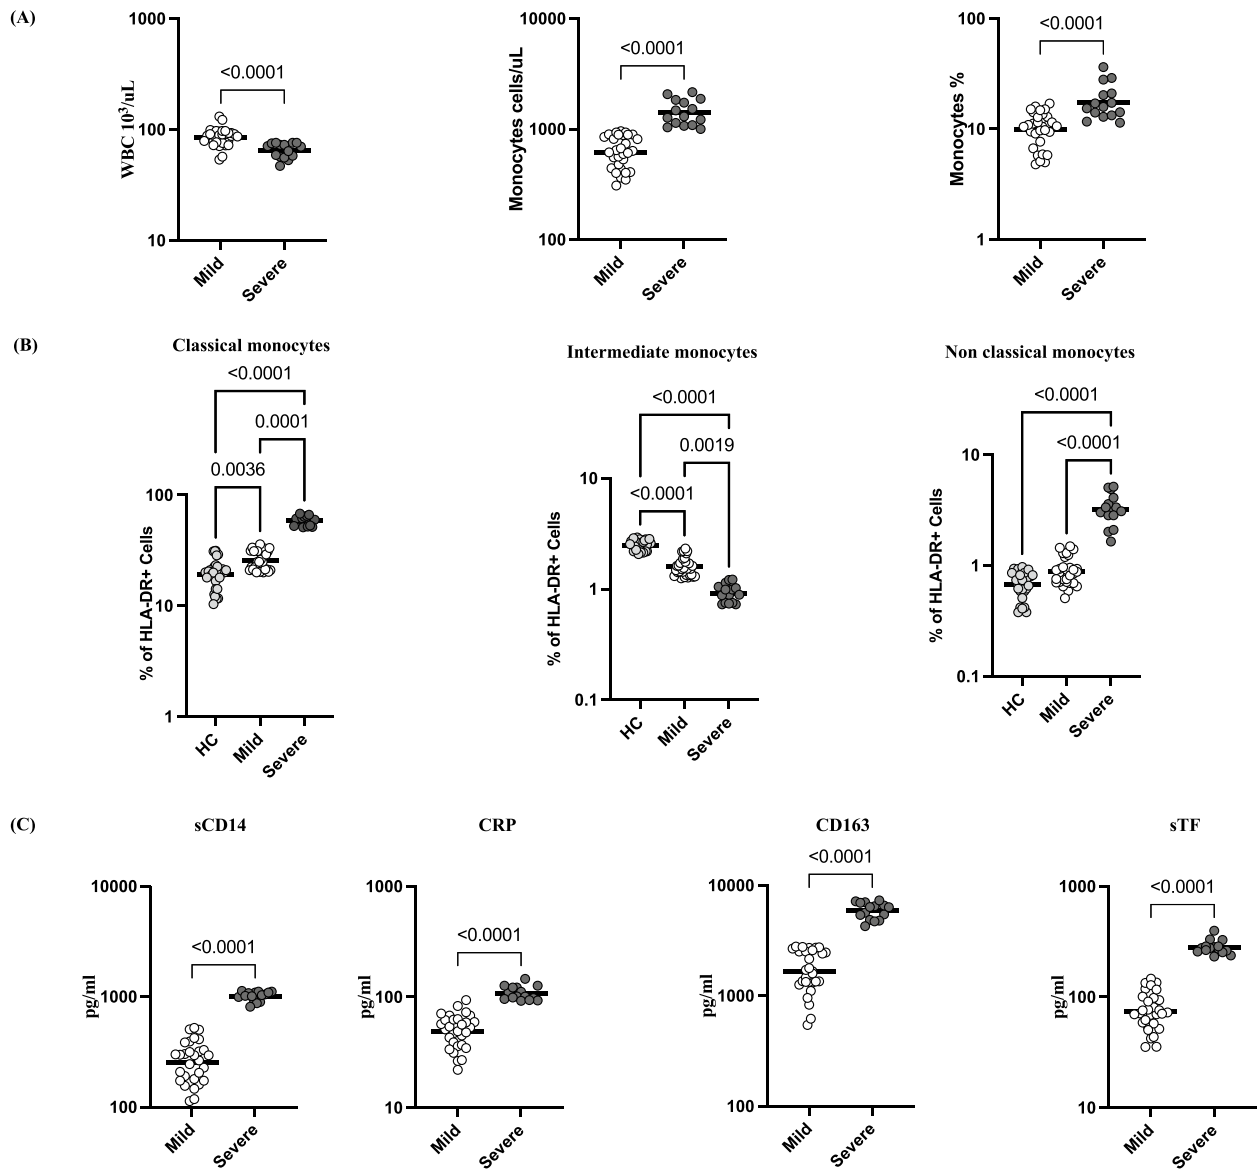 (A)
1000
100
10
WBC 10³/uL
<0.0001
Mild
Severe
10000
1000
100
Monocytes cells/uL
<0.0001
Mild
Severe
100
10
1
Monocytes %
<0.0001
Mild
Severe
(B)
Classical monocytes
<0.0001
0.0001
0.0036
100
10
1
% of HLA-DR+ Cells
HC
Mild
Severe
Intermediate monocytes
<0.0001
0.0019
<0.0001
10
1
0.1
% of HLA-DR+ Cells
HC
Mild
Severe
Non classical monocytes
<0.0001
<0.0001
10
1
0.1
% of HLA-DR+ Cells
HC
Mild
Severe
(C)
sCD14
10000
1000
100
pg/ml
<0.0001
Mild
Severe
CRP
1000
100
10
pg/ml
<0.0001
Mild
Severe
CD163
<0.0001
10000
1000
100
pg/ml
Mild
Severe
sTF
1000
100
10
pg/ml
<0.0001
Mild
Severe